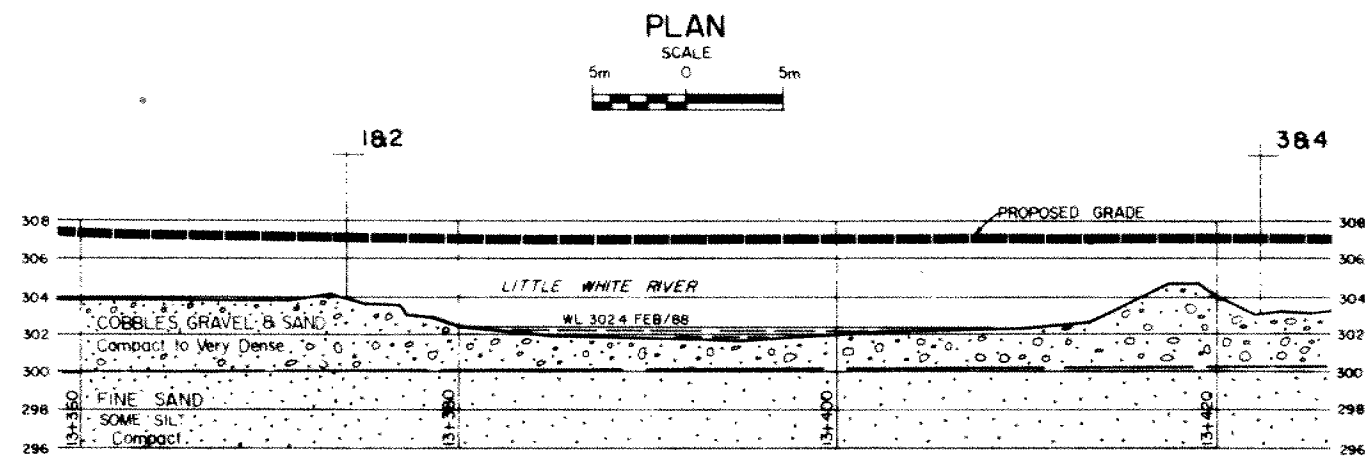 PLAN
SCALE
5m 0 5m
1&2 3&4
PROPOSED GRADE
308 308
306 306
LITTLE WHITE RIVER
304 304
WL 302.4 FEB/88
COBBLES, GRAVEL & SAND
302 302
Compact to Very Dense
300 300
FINE SAND
298 298
SOME SILT
Compact
296 296
13+360 13+380 13+400 13+420